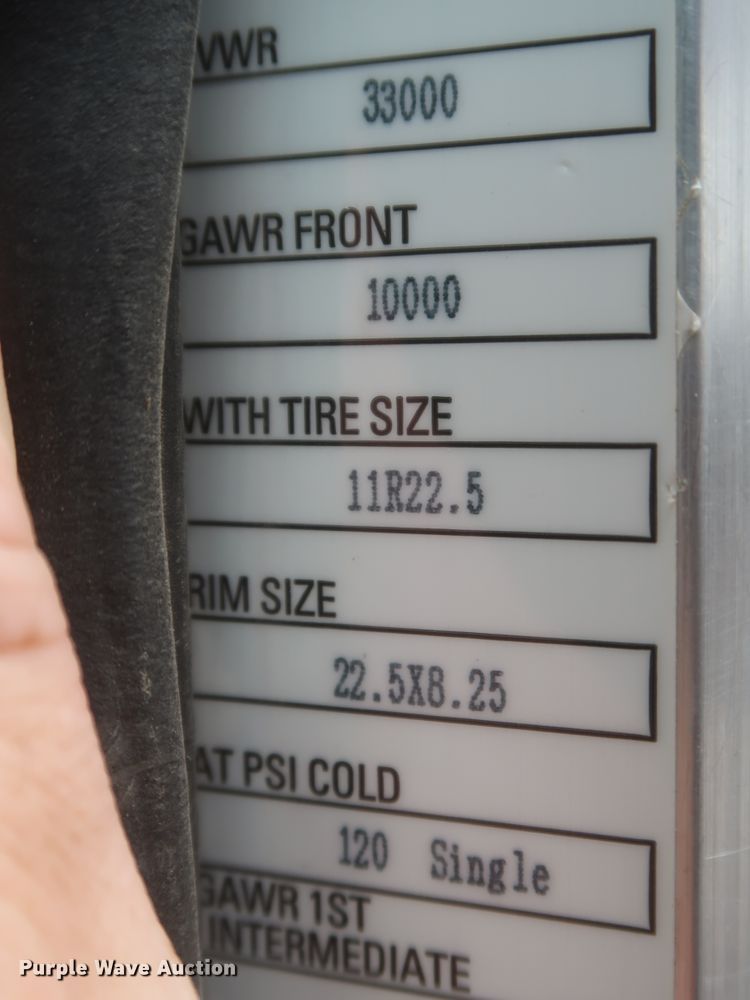 VWR
33000
GAWR FRONT
10000
WITH TIRE SIZE
11R22.5
RIM SIZE
22.5X8.25
AT PSI COLD
120 Single
GAWR 1ST
INTERMEDIATE
Purple Wave Auction